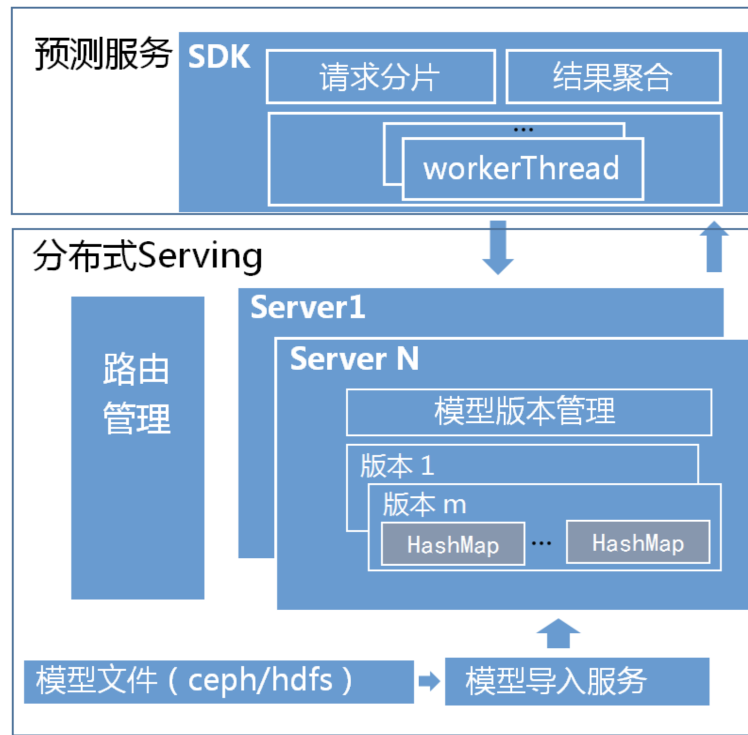 预测服务
SDK
请求分片
结果聚合
...
workerThread
分布式Serving
路由
管理
Server1
Server N
模型版本管理
版本 1
版本 m
HashMap ... HashMap
模型文件（ceph/hdfs）
模型导入服务